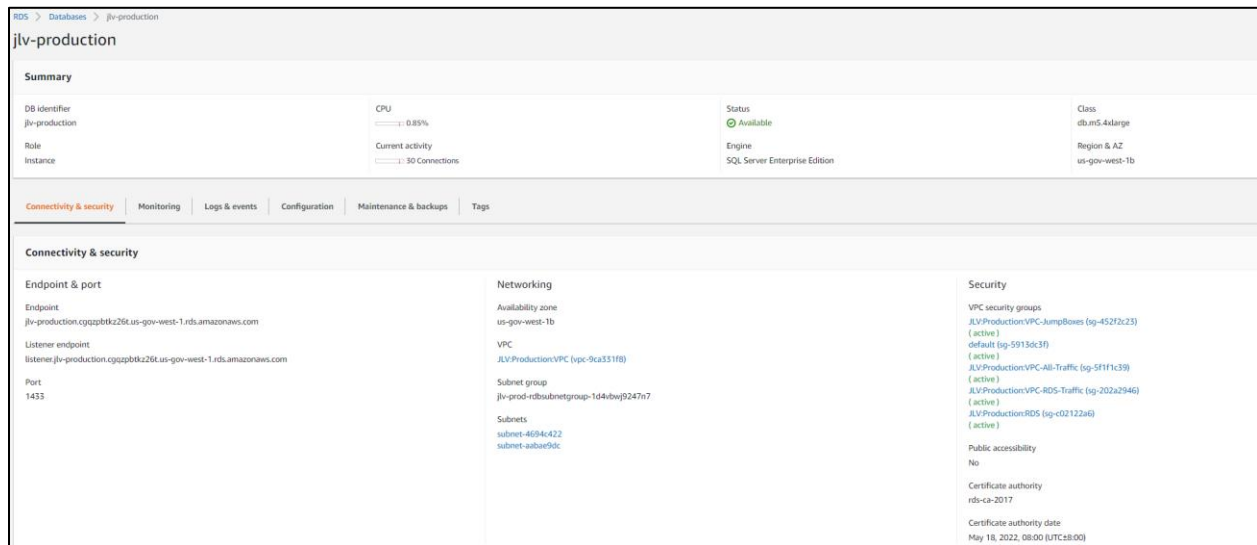 RDS > Databases > jlv-production
jlv-production
Summary
DB identifier
jlv-production
CPU
0.85%
Status
Available
Class
db.m5.4xlarge
Role
Instance
Current activity
30 Connections
Engine
SQL Server Enterprise Edition
Region & AZ
us-gov-west-1b
Connectivity & security
Monitoring
Logs & events
Configuration
Maintenance & backups
Tags
Connectivity & security
Endpoint & port
Endpoint
jlv-production.cgqzpbtkz26t.us-gov-west-1.rds.amazonaws.com
Listener endpoint
listener.jlv-production.cgqzpbtkz26t.us-gov-west-1.rds.amazonaws.com
Port
1433
Networking
Availability zone
us-gov-west-1b
VPC
JLV:Production:VPC (vpc-9ca331f8)
Subnet group
jlv-prod-rdbsubnetgroup-1d4vbwj9247n7
Subnets
subnet-4694c422
subnet-aabae9dc
Security
VPC security groups
JLV:Production:VPC-JumpBoxes (sg-452f2c23)
( active )
default (sg-5913dc3f)
( active )
JLV:Production:VPC-All-Traffic (sg-5f1f1c39)
( active )
JLV:Production:VPC-RDS-Traffic (sg-202a2946)
( active )
JLV:Production:RDS (sg-c02122a6)
( active )
Public accessibility
No
Certificate authority
rds-ca-2017
Certificate authority date
May 18, 2022, 08:00 (UTC±8:00)